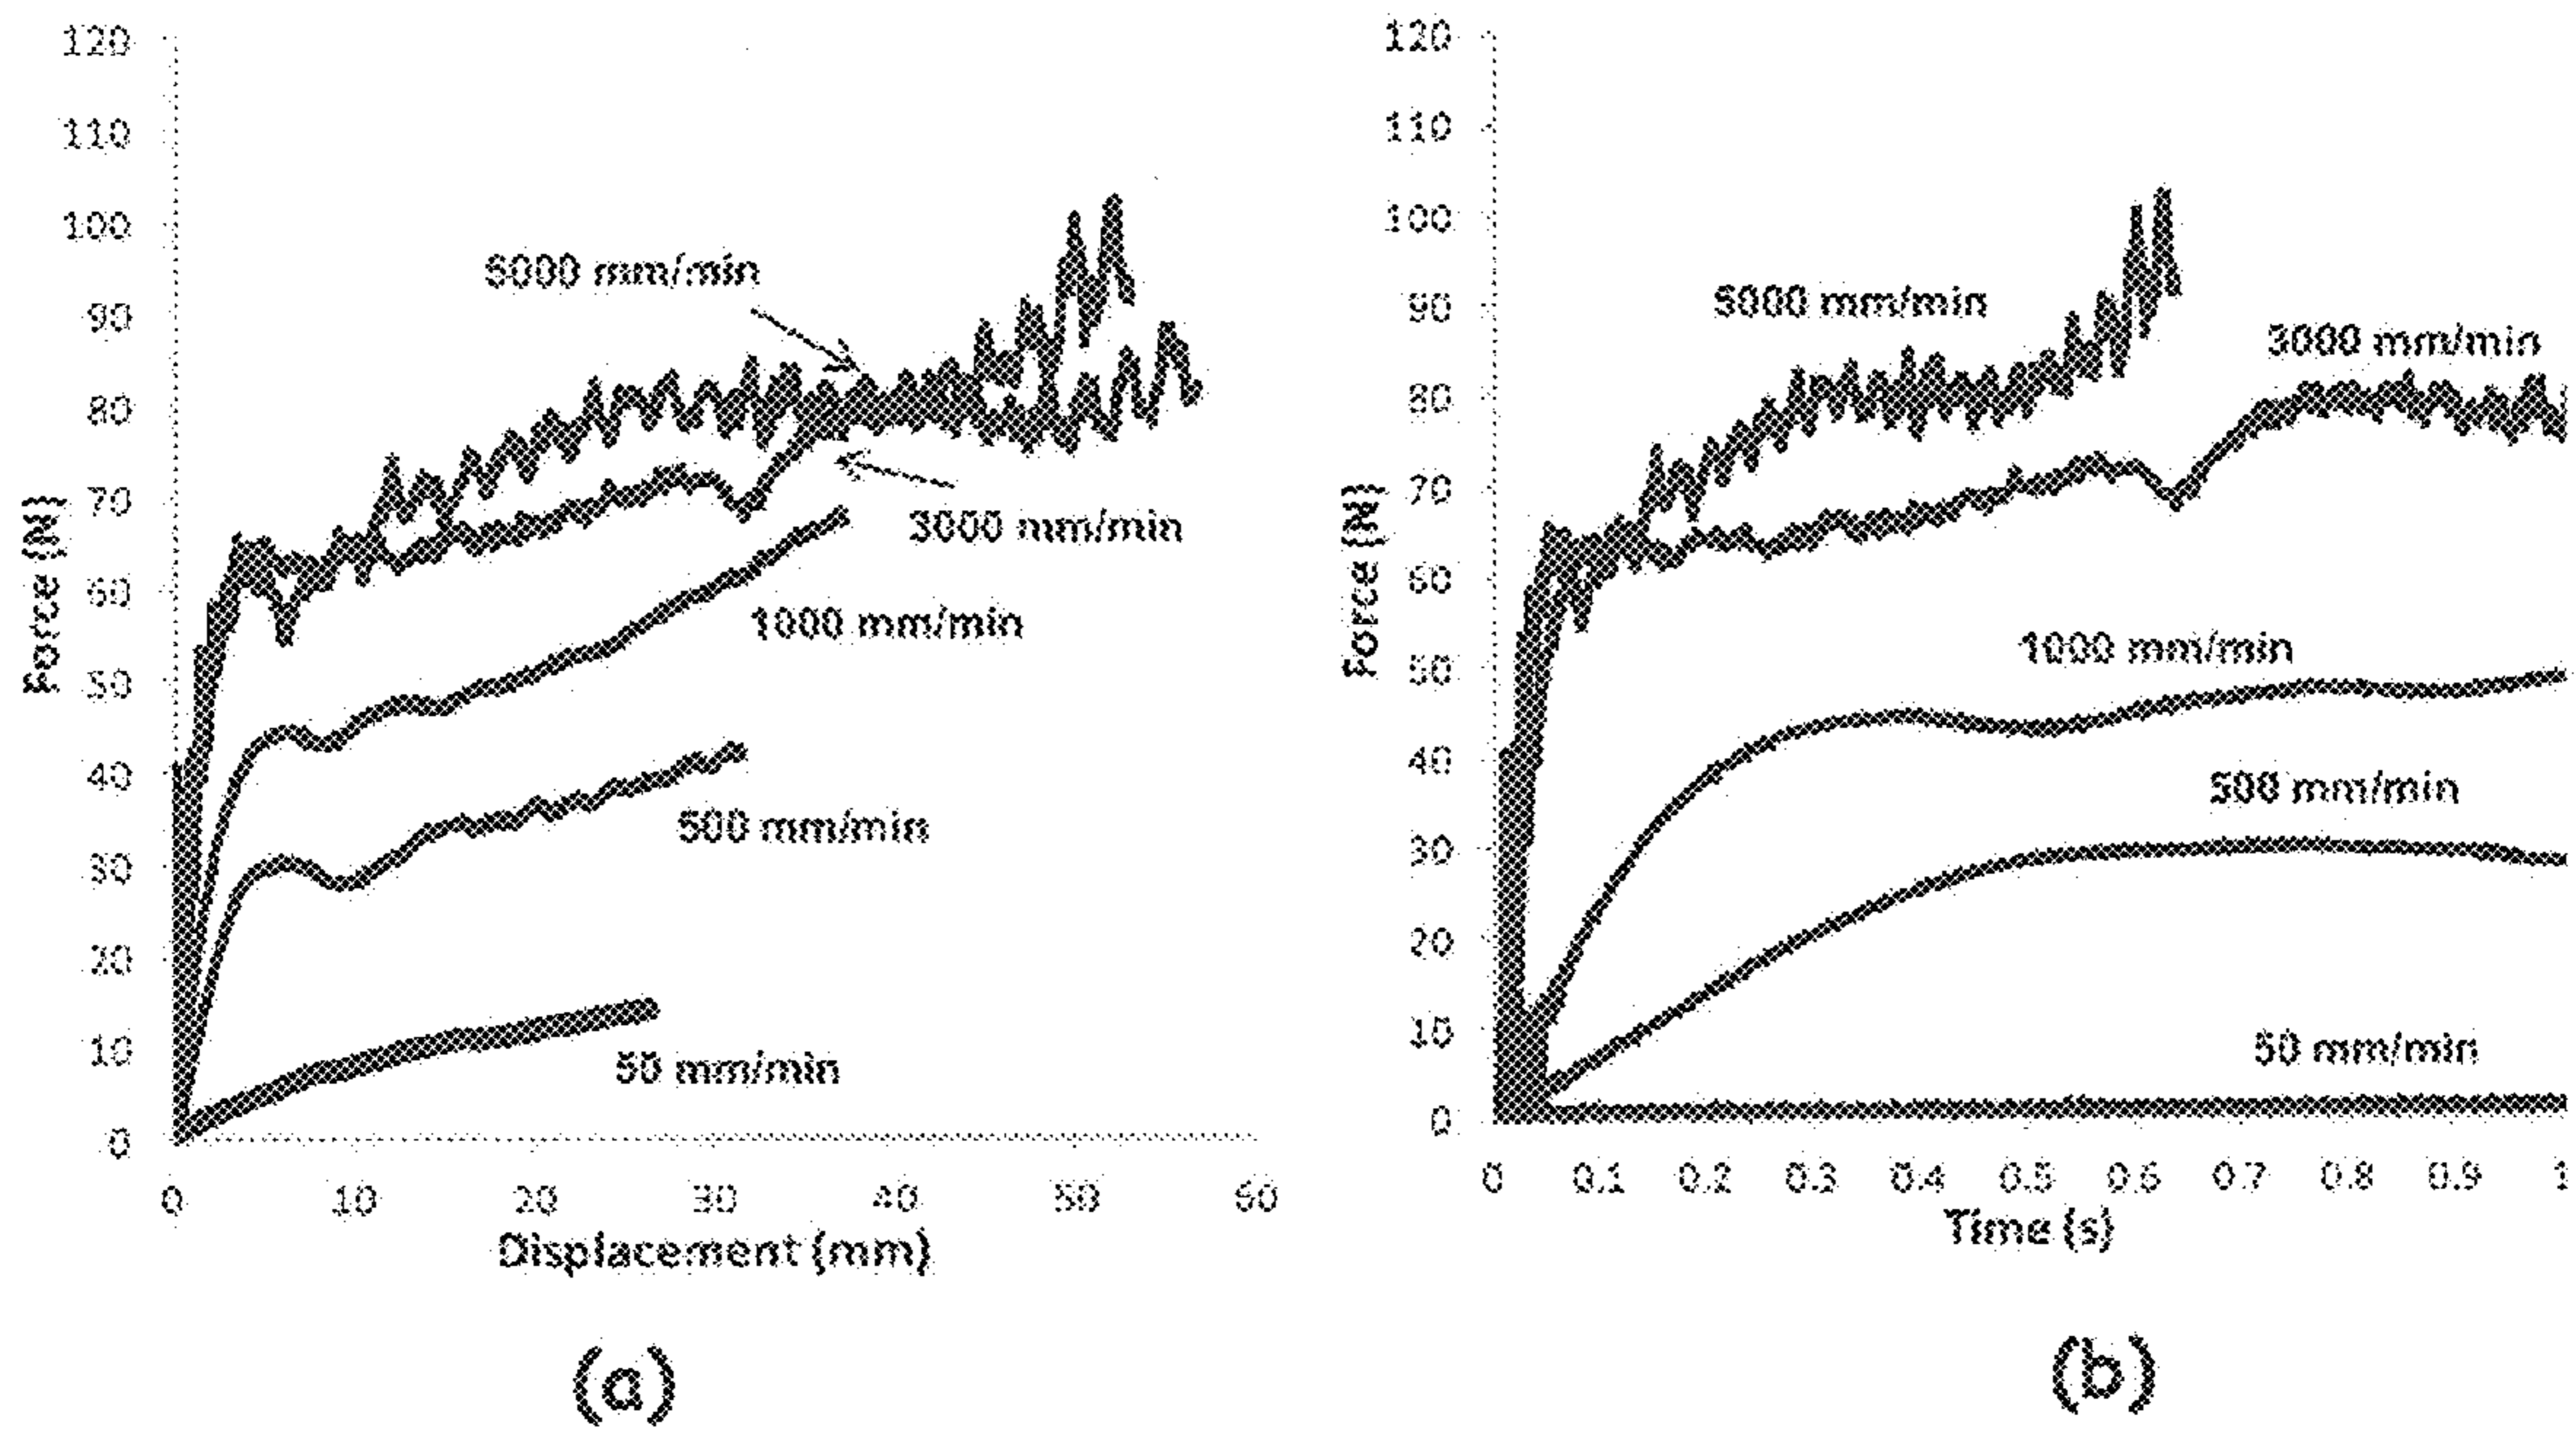 120
110
100
90
80
70
60
50
40
30
20
10
0
Force (N)
5000 mm/min
3000 mm/min
1000 mm/min
500 mm/min
50 mm/min
0 10 20 30 40 50 60
Displacement (mm)
(a)
120
110
100
90
80
70
60
50
40
30
20
10
0
Force (N)
5000 mm/min
3000 mm/min
1000 mm/min
500 mm/min
50 mm/min
0 0.1 0.2 0.3 0.4 0.5 0.6 0.7 0.8 0.9 1
Time (s)
(b)